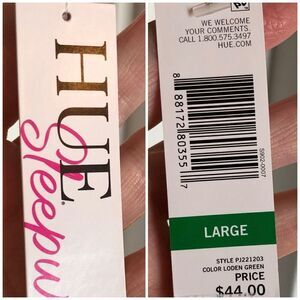 HUE®
Sleepw
WE WELCOME
YOUR COMMENTS.
CALL 1.800.575.3497
HUE.COM
8 88172 80355 7
LARGE
STYLE PJ221203
COLOR LODEN GREEN
PRICE
$44.00